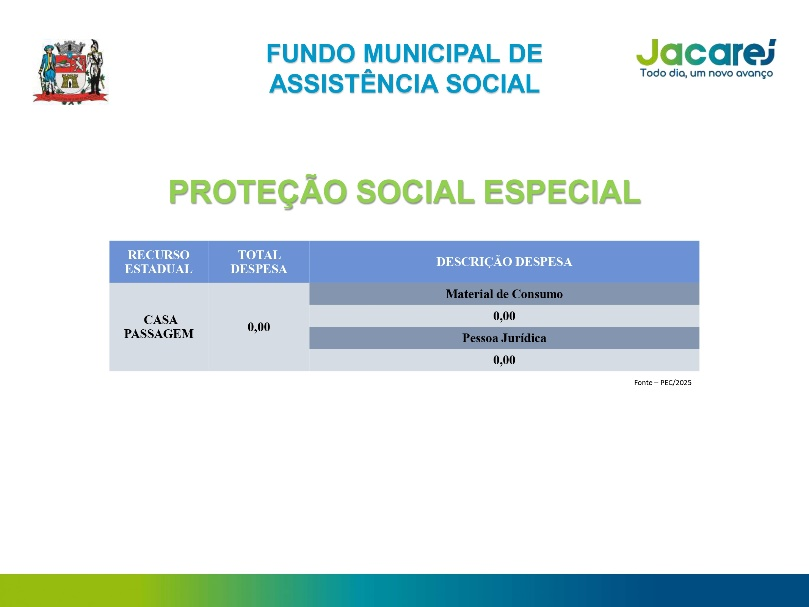 FUNDO MUNICIPAL DE
ASSISTÊNCIA SOCIAL
Jacareí
Todo dia, um novo avanço
PROTEÇÃO SOCIAL ESPECIAL
RECURSO
ESTADUAL
TOTAL
DESPESA
DESCRIÇÃO DESPESA
CASA
PASSAGEM
0,00
Material de Consumo
0,00
Pessoa Jurídica
0,00
Fonte – PEC/2025